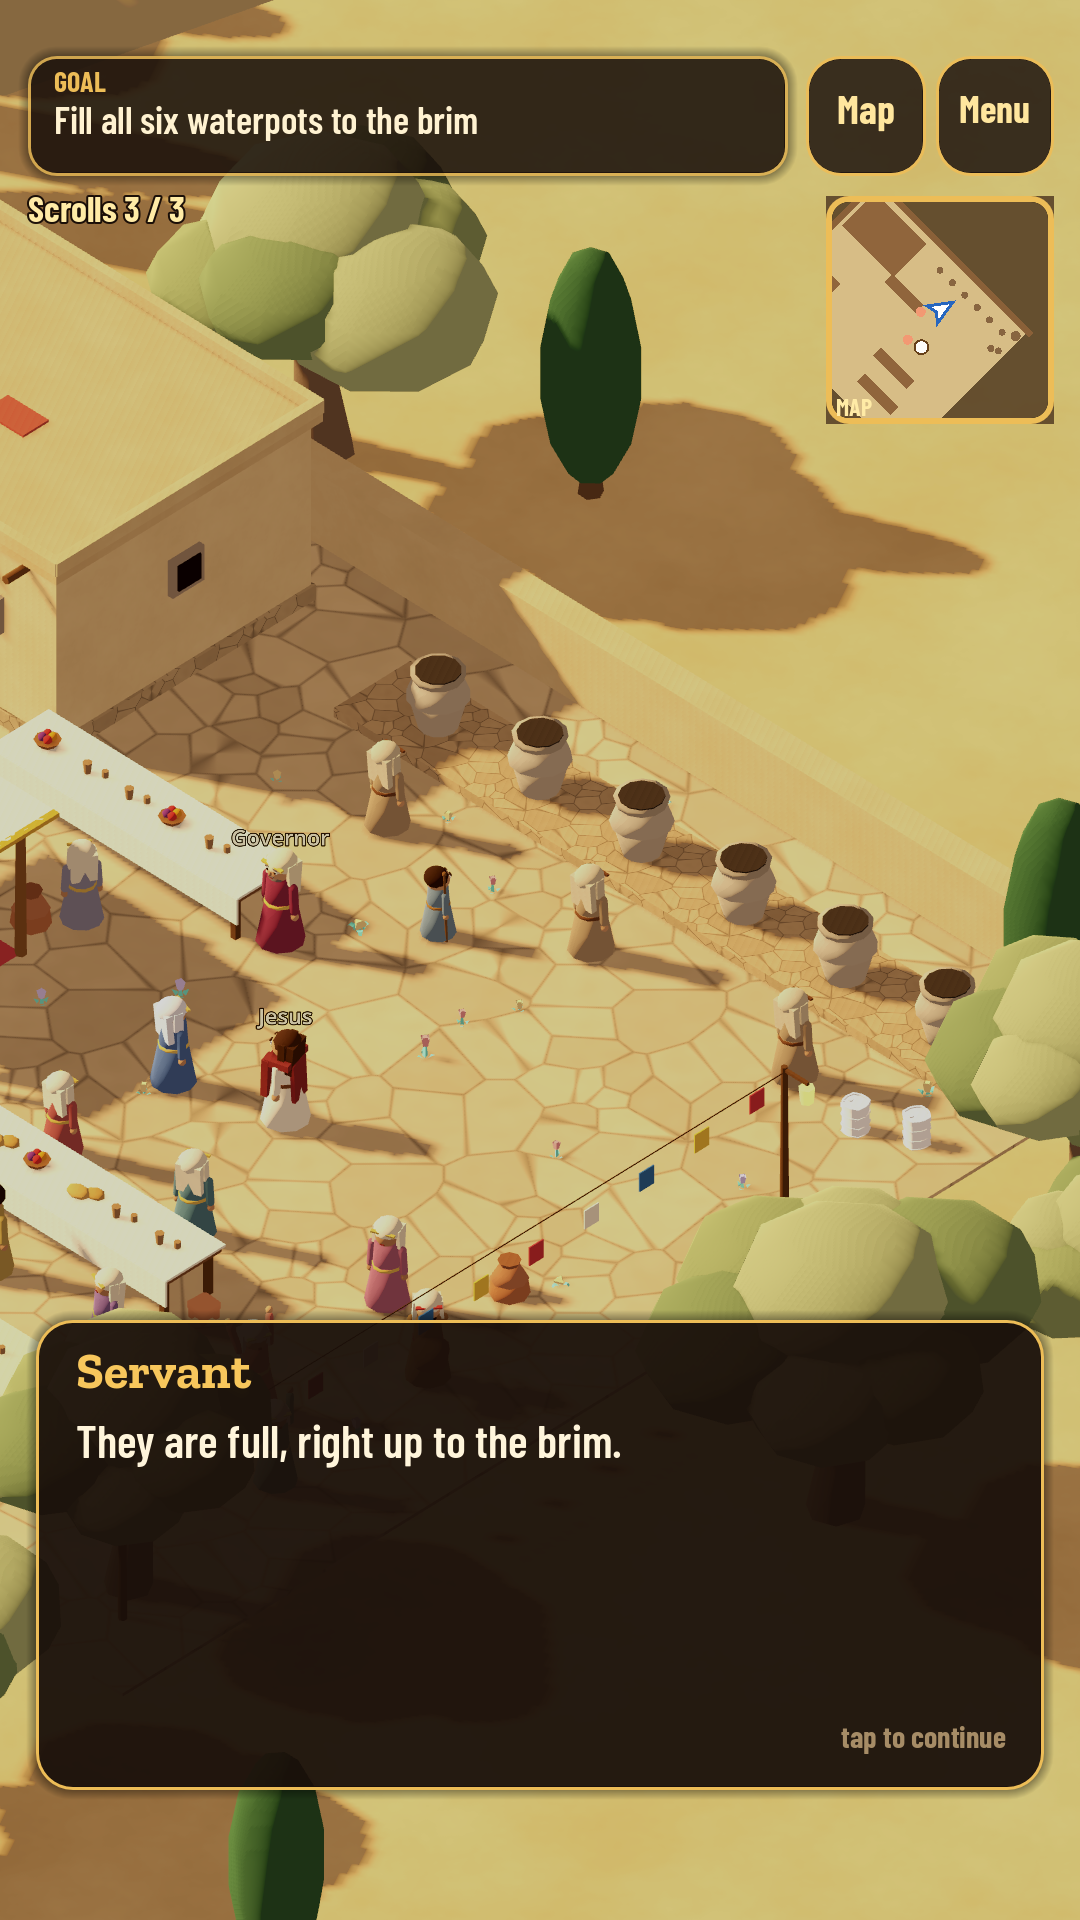 GOAL
Fill all six waterpots to the brim
Map
Menu
Scrolls 3 / 3
MAP
Governor
Jesus
Servant
They are full, right up to the brim.
tap to continue